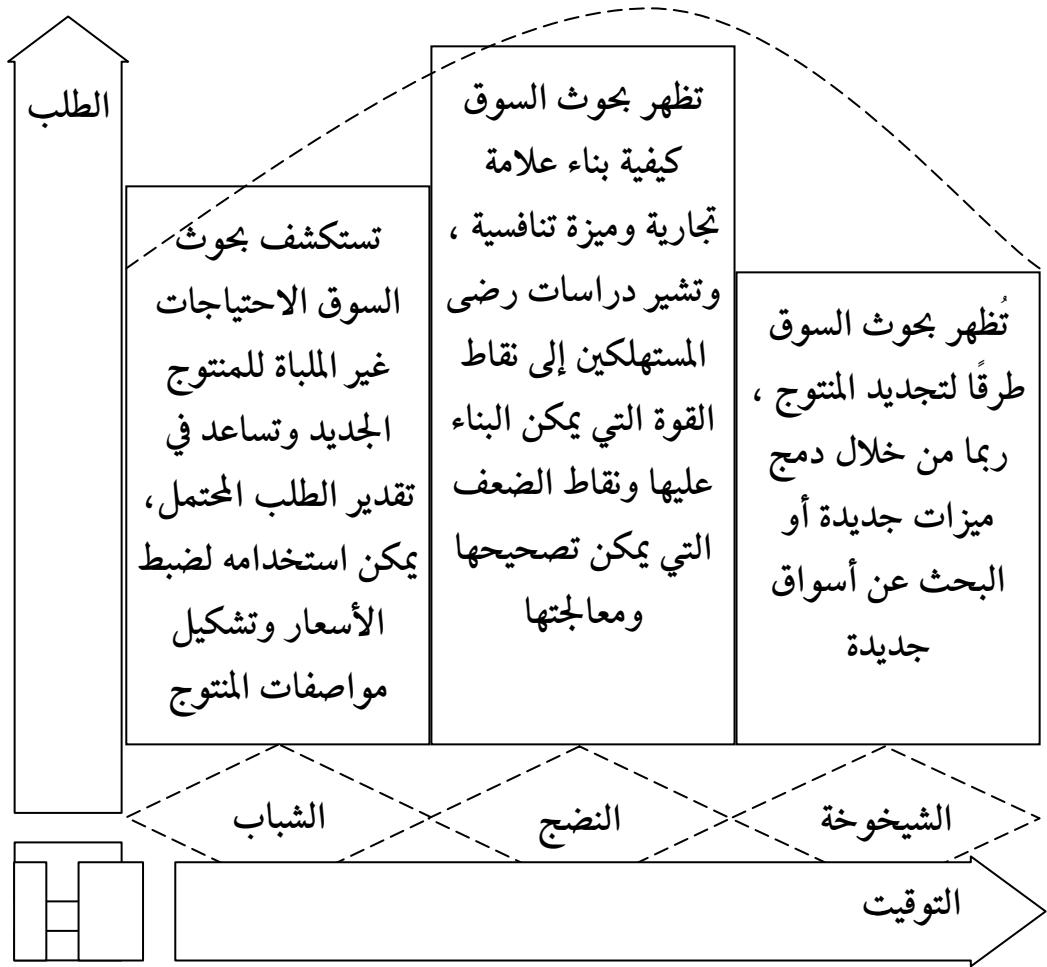 الطلب
تستكشف بحوث
السوق الاحتياجات
غير الملباة للمنتوج
الجديد وتساعد في
تقدير الطلب المحتمل،
يمكن استخدامه لضبط
الأسعار وتشكيل
مواصفات المنتوج
تظهر بحوث السوق
كيفية بناء علامة
تجارية وميزة تنافسية ،
وتشير دراسات رضى
المستهلكين إلى نقاط
القوة التي يمكن البناء
عليها ونقاط الضعف
التي يمكن تصحيحها
ومعالجتها
تُظهر بحوث السوق
طرقًا لتجديد المنتوج ،
ربما من خلال دمج
ميزات جديدة أو
البحث عن أسواق
جديدة
الشباب
النضج
الشيخوخة
التوقيت